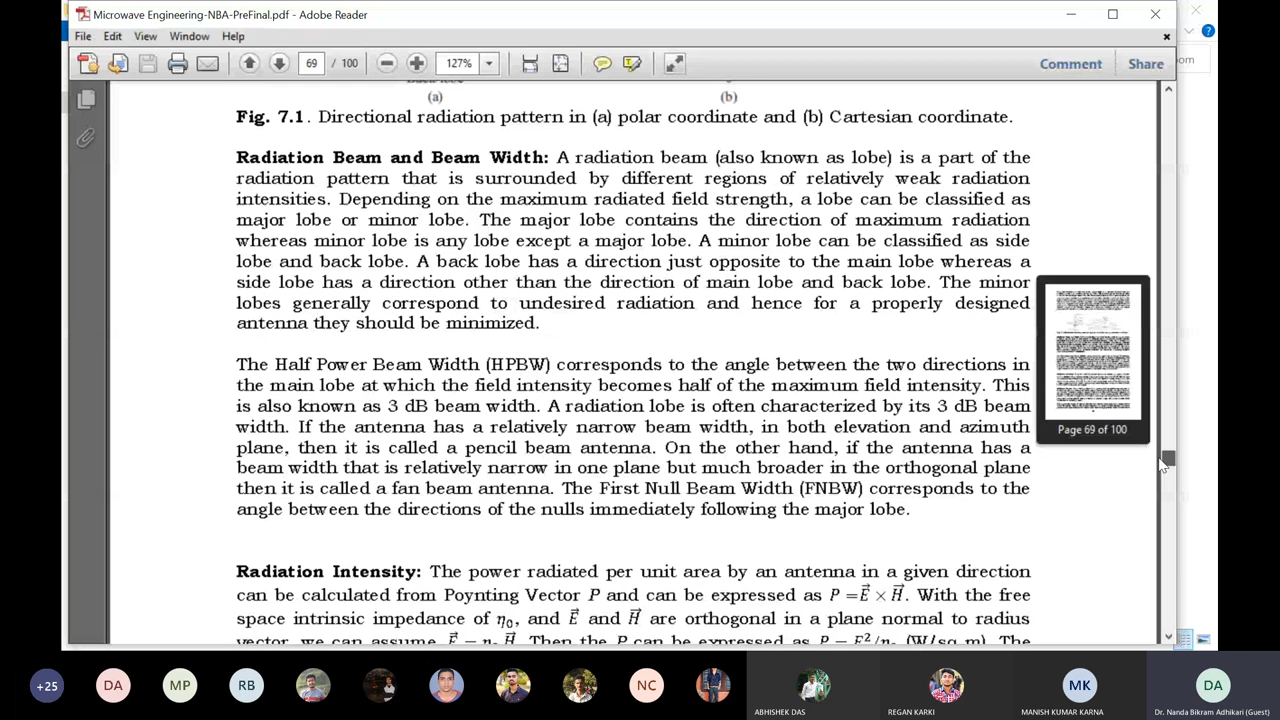 Microwave Engineering-NBA-PreFinal.pdf - Adobe Reader
File Edit View Window Help
69 / 100 127% Comment Share
(a) (b)
Fig. 7.1. Directional radiation pattern in (a) polar coordinate and (b) Cartesian coordinate.
Radiation Beam and Beam Width: A radiation beam (also known as lobe) is a part of the
radiation pattern that is surrounded by different regions of relatively weak radiation
intensities. Depending on the maximum radiated field strength, a lobe can be classified as
major lobe or minor lobe. The major lobe contains the direction of maximum radiation
whereas minor lobe is any lobe except a major lobe. A minor lobe can be classified as side
lobe and back lobe. A back lobe has a direction just opposite to the main lobe whereas a
side lobe has a direction other than the direction of main lobe and back lobe. The minor
lobes generally correspond to undesired radiation and hence for a properly designed
antenna they should be minimized.
The Half Power Beam Width (HPBW) corresponds to the angle between the two directions in
the main lobe at which the field intensity becomes half of the maximum field intensity. This
is also known as 3 dB beam width. A radiation lobe is often characterized by its 3 dB beam
width. If the antenna has a relatively narrow beam width, in both elevation and azimuth
plane, then it is called a pencil beam antenna. On the other hand, if the antenna has a
beam width that is relatively narrow in one plane but much broader in the orthogonal plane
then it is called a fan beam antenna. The First Null Beam Width (FNBW) corresponds to the
angle between the directions of the nulls immediately following the major lobe.
Radiation Intensity: The power radiated per unit area by an antenna in a given direction
can be calculated from Poynting Vector P and can be expressed as P = E⃗ × H⃗. With the free
space intrinsic impedance of η₀, and E⃗ and H⃗ are orthogonal in a plane normal to radius
vector, we can assume E⃗ = η₀ H⃗. Then the P can be expressed as P = E²/η₀ (W/sq.m). The
Page 69 of 100
oom
+25 DA MP RB NC MK DA
ABHISHEK DAS REGAN KARKI MANISH KUMAR KARNA Dr. Nanda Bikram Adhikari (Guest)